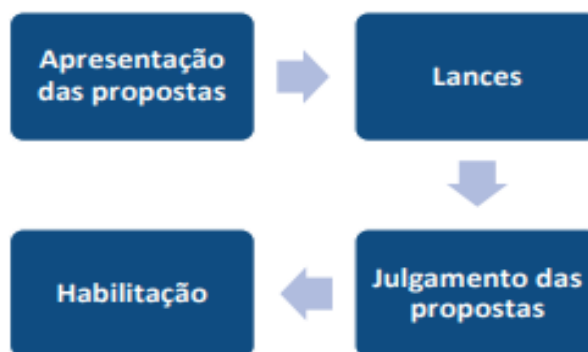 Apresentação
das propostas
Lances
Julgamento das
propostas
Habilitação